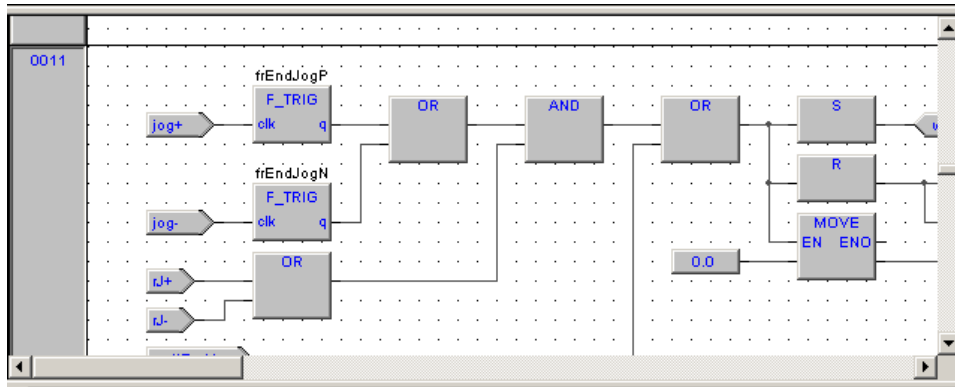 0011
frEndJogP
F_TRIG
clk q
jog+
OR
AND
OR
S
R
MOVE
EN ENO
0.0
frEndJogN
F_TRIG
clk q
jog-
OR
rJ+
rJ-